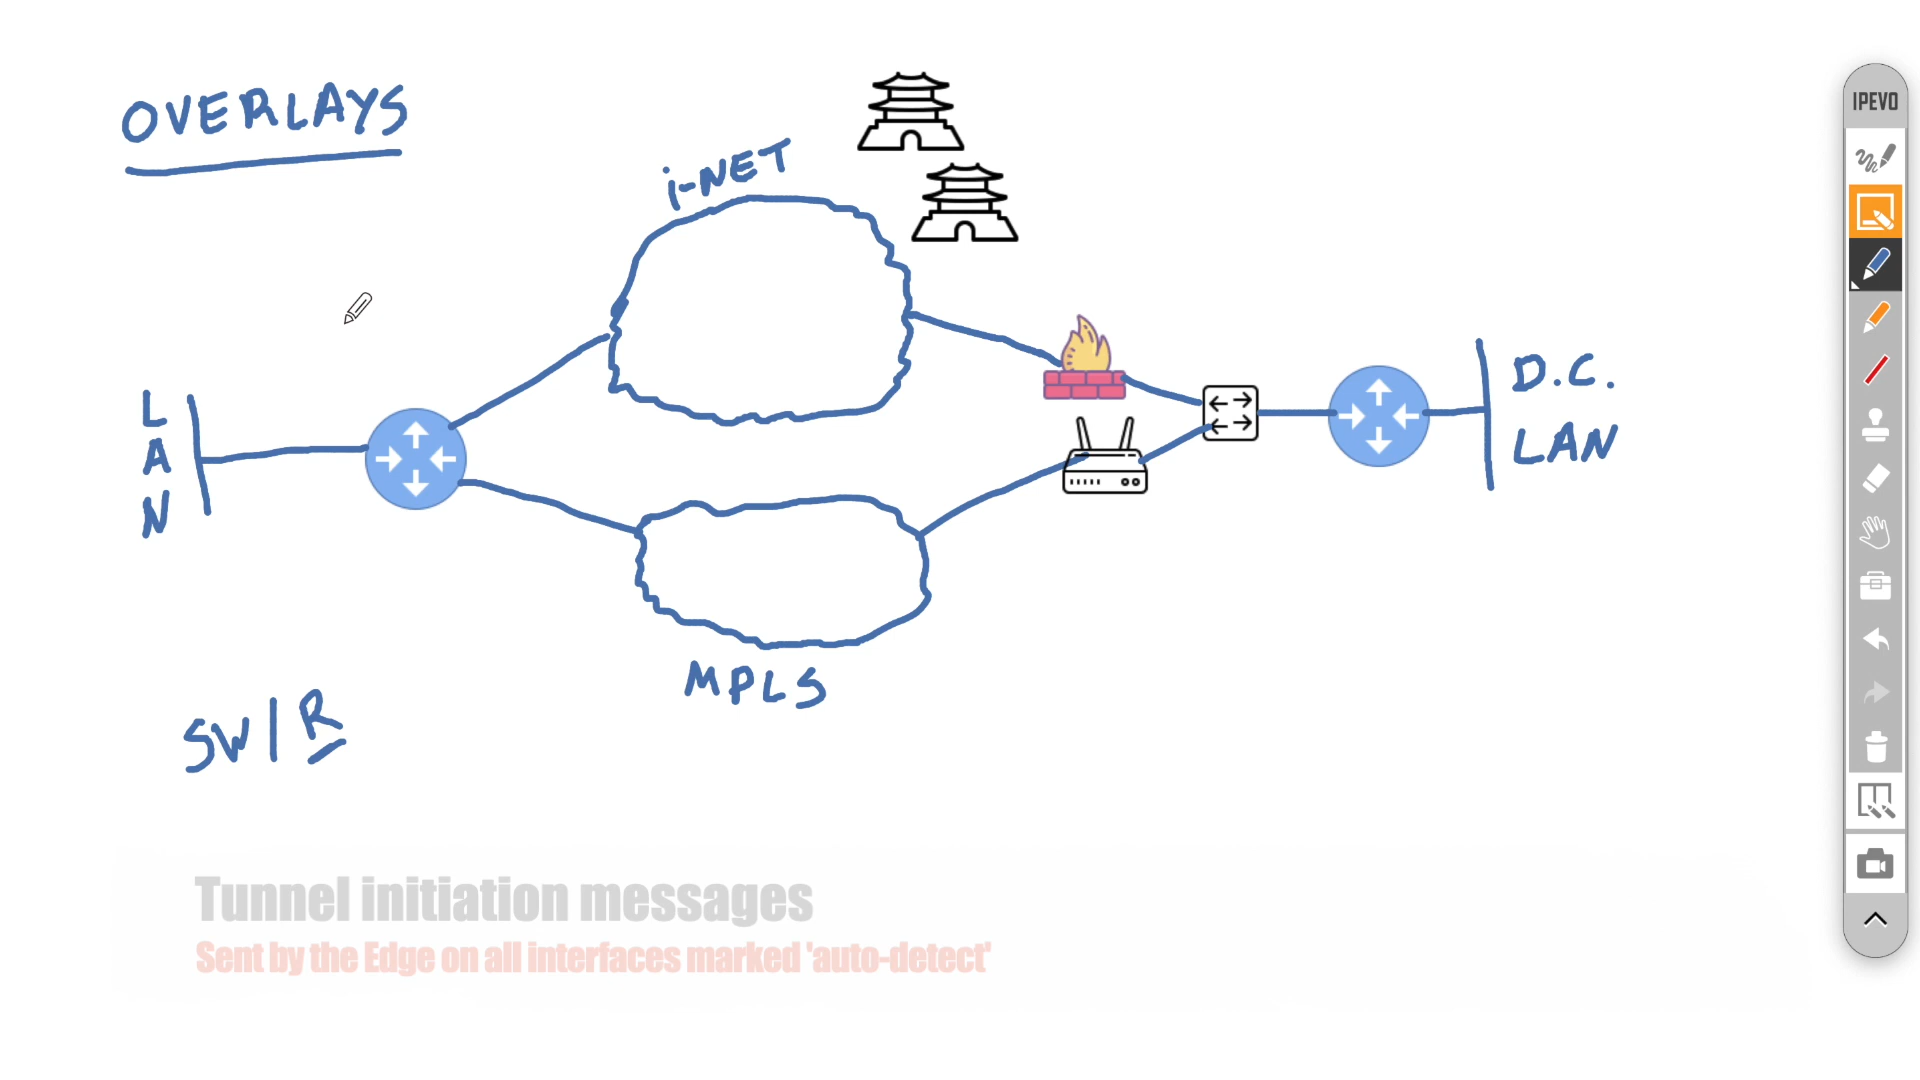 OVERLAYS
i-NET
IPEVO
D.C.
LAN
L
A
N
MPLS
SW/R
Tunnel initiation messages
Sent by the Edge on all interfaces marked 'auto-detect'